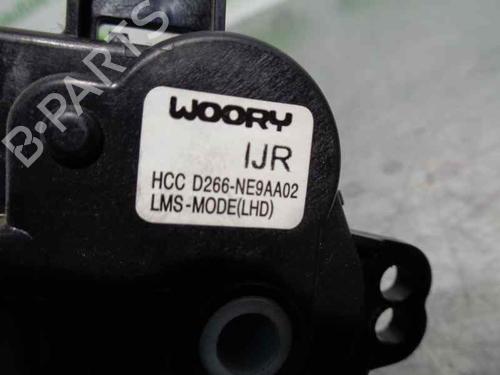 B-PARTS
WOORY
IJR
HCC D266-NE9AA02
LMS-MODE(LHD)